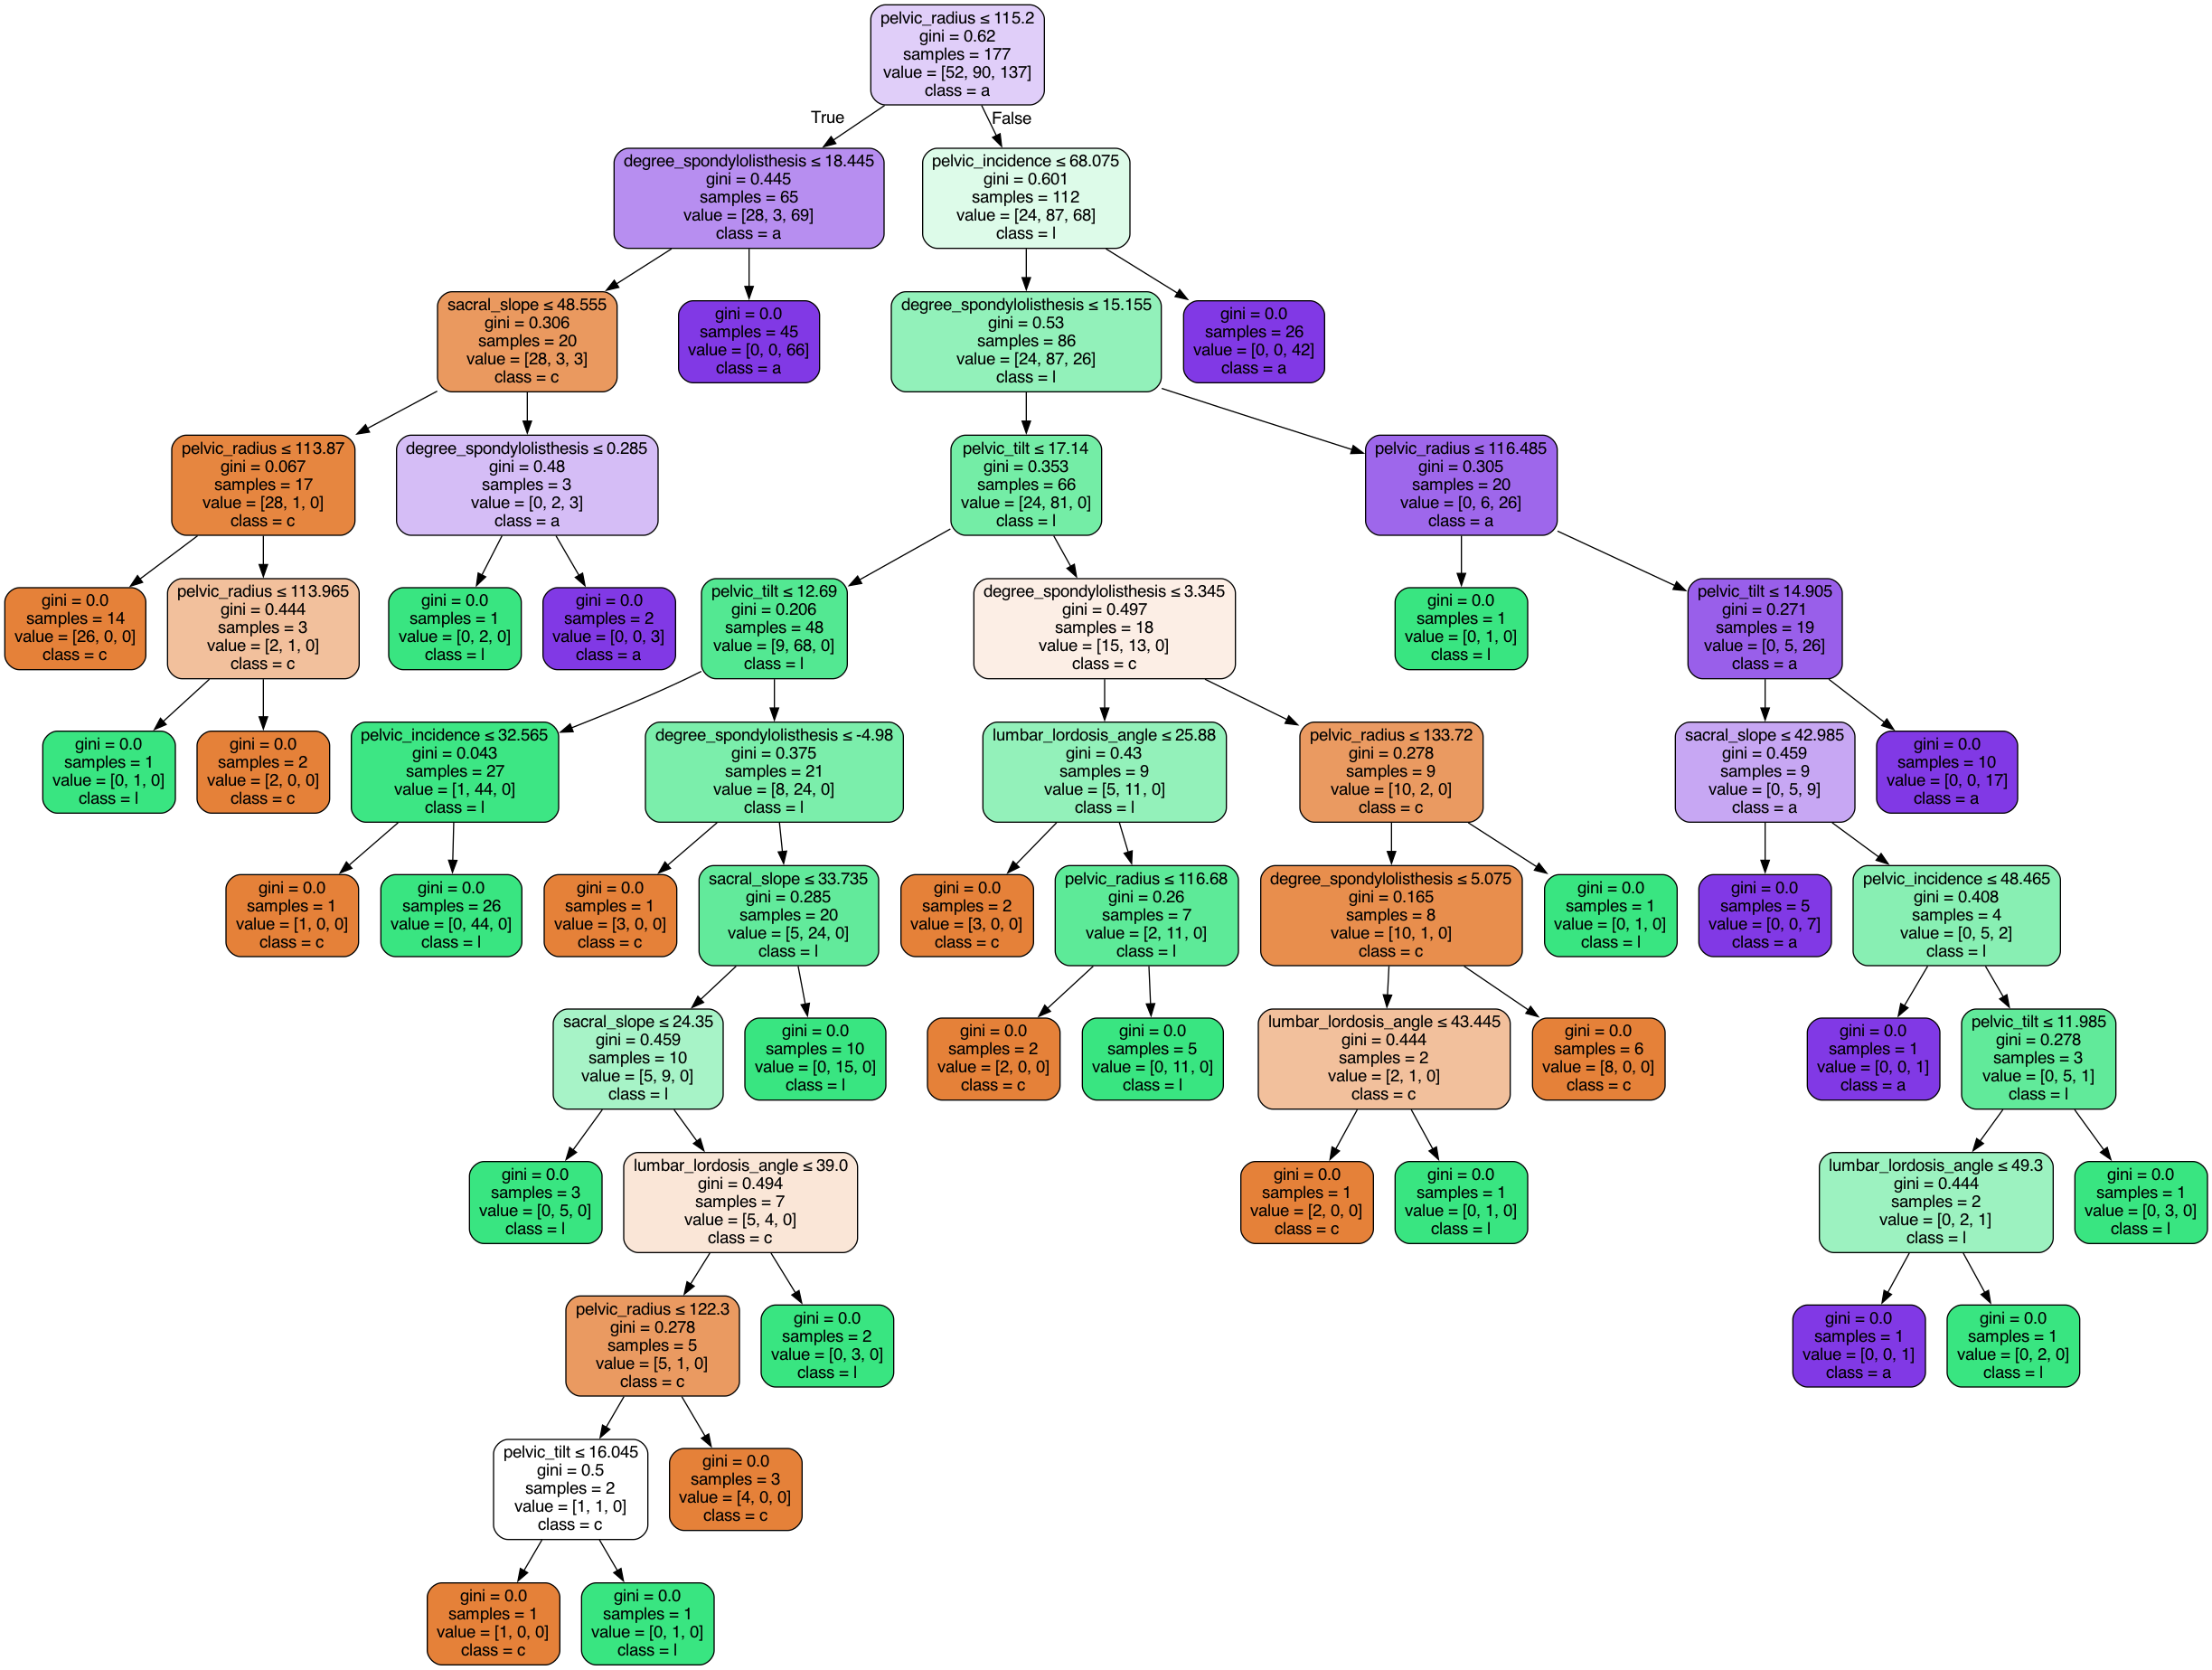 pelvic_radius ≤ 115.2
gini = 0.62
samples = 177
value = [52, 90, 137]
class = a
True
False
degree_spondylolisthesis ≤ 18.445
gini = 0.445
samples = 65
value = [28, 3, 69]
class = a
pelvic_incidence ≤ 68.075
gini = 0.601
samples = 112
value = [24, 87, 68]
class = l
sacral_slope ≤ 48.555
gini = 0.306
samples = 20
value = [28, 3, 3]
class = c
gini = 0.0
samples = 45
value = [0, 0, 66]
class = a
degree_spondylolisthesis ≤ 15.155
gini = 0.53
samples = 86
value = [24, 87, 26]
class = l
gini = 0.0
samples = 26
value = [0, 0, 42]
class = a
pelvic_radius ≤ 113.87
gini = 0.067
samples = 17
value = [28, 1, 0]
class = c
degree_spondylolisthesis ≤ 0.285
gini = 0.48
samples = 3
value = [0, 2, 3]
class = a
pelvic_tilt ≤ 17.14
gini = 0.353
samples = 66
value = [24, 81, 0]
class = l
pelvic_radius ≤ 116.485
gini = 0.305
samples = 20
value = [0, 6, 26]
class = a
gini = 0.0
samples = 14
value = [26, 0, 0]
class = c
pelvic_radius ≤ 113.965
gini = 0.444
samples = 3
value = [2, 1, 0]
class = c
gini = 0.0
samples = 1
value = [0, 2, 0]
class = l
gini = 0.0
samples = 2
value = [0, 0, 3]
class = a
pelvic_tilt ≤ 12.69
gini = 0.206
samples = 48
value = [9, 68, 0]
class = l
degree_spondylolisthesis ≤ 3.345
gini = 0.497
samples = 18
value = [15, 13, 0]
class = c
gini = 0.0
samples = 1
value = [0, 1, 0]
class = l
pelvic_tilt ≤ 14.905
gini = 0.271
samples = 19
value = [0, 5, 26]
class = a
gini = 0.0
samples = 1
value = [0, 1, 0]
class = l
gini = 0.0
samples = 2
value = [2, 0, 0]
class = c
pelvic_incidence ≤ 32.565
gini = 0.043
samples = 27
value = [1, 44, 0]
class = l
degree_spondylolisthesis ≤ -4.98
gini = 0.375
samples = 21
value = [8, 24, 0]
class = l
lumbar_lordosis_angle ≤ 25.88
gini = 0.43
samples = 9
value = [5, 11, 0]
class = l
pelvic_radius ≤ 133.72
gini = 0.278
samples = 9
value = [10, 2, 0]
class = c
sacral_slope ≤ 42.985
gini = 0.459
samples = 9
value = [0, 5, 9]
class = a
gini = 0.0
samples = 10
value = [0, 0, 17]
class = a
gini = 0.0
samples = 1
value = [1, 0, 0]
class = c
gini = 0.0
samples = 26
value = [0, 44, 0]
class = l
gini = 0.0
samples = 1
value = [3, 0, 0]
class = c
sacral_slope ≤ 33.735
gini = 0.285
samples = 20
value = [5, 24, 0]
class = l
gini = 0.0
samples = 2
value = [3, 0, 0]
class = c
pelvic_radius ≤ 116.68
gini = 0.26
samples = 7
value = [2, 11, 0]
class = l
degree_spondylolisthesis ≤ 5.075
gini = 0.165
samples = 8
value = [10, 1, 0]
class = c
gini = 0.0
samples = 1
value = [0, 1, 0]
class = l
gini = 0.0
samples = 5
value = [0, 0, 7]
class = a
pelvic_incidence ≤ 48.465
gini = 0.408
samples = 4
value = [0, 5, 2]
class = l
sacral_slope ≤ 24.35
gini = 0.459
samples = 10
value = [5, 9, 0]
class = l
gini = 0.0
samples = 10
value = [0, 15, 0]
class = l
gini = 0.0
samples = 2
value = [2, 0, 0]
class = c
gini = 0.0
samples = 5
value = [0, 11, 0]
class = l
lumbar_lordosis_angle ≤ 43.445
gini = 0.444
samples = 2
value = [2, 1, 0]
class = c
gini = 0.0
samples = 6
value = [8, 0, 0]
class = c
gini = 0.0
samples = 1
value = [0, 0, 1]
class = a
pelvic_tilt ≤ 11.985
gini = 0.278
samples = 3
value = [0, 5, 1]
class = l
gini = 0.0
samples = 3
value = [0, 5, 0]
class = l
lumbar_lordosis_angle ≤ 39.0
gini = 0.494
samples = 7
value = [5, 4, 0]
class = c
gini = 0.0
samples = 1
value = [2, 0, 0]
class = c
gini = 0.0
samples = 1
value = [0, 1, 0]
class = l
lumbar_lordosis_angle ≤ 49.3
gini = 0.444
samples = 2
value = [0, 2, 1]
class = l
gini = 0.0
samples = 1
value = [0, 3, 0]
class = l
pelvic_radius ≤ 122.3
gini = 0.278
samples = 5
value = [5, 1, 0]
class = c
gini = 0.0
samples = 2
value = [0, 3, 0]
class = l
gini = 0.0
samples = 1
value = [0, 0, 1]
class = a
gini = 0.0
samples = 1
value = [0, 2, 0]
class = l
pelvic_tilt ≤ 16.045
gini = 0.5
samples = 2
value = [1, 1, 0]
class = c
gini = 0.0
samples = 3
value = [4, 0, 0]
class = c
gini = 0.0
samples = 1
value = [1, 0, 0]
class = c
gini = 0.0
samples = 1
value = [0, 1, 0]
class = l